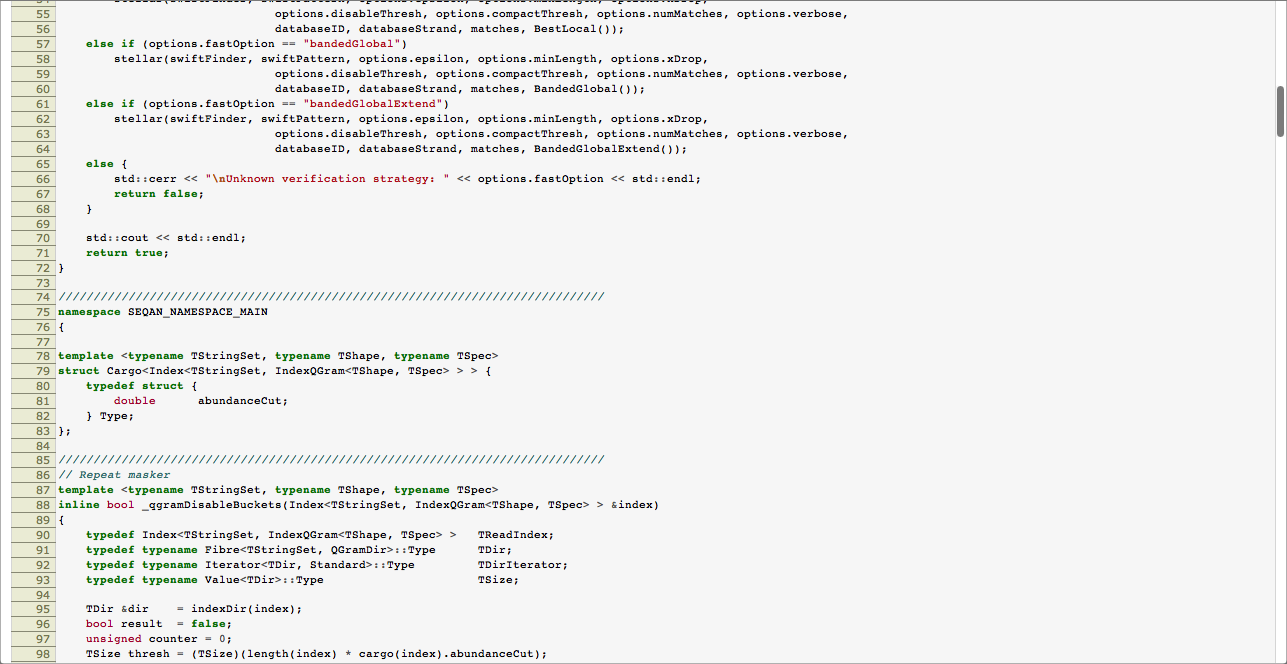 55 options.disableThresh, options.compactThresh, options.numMatches, options.verbose,
56 databaseID, databaseStrand, matches, BestLocal());
57 else if (options.fastOption == "bandedGlobal")
58 stellar(swiftFinder, swiftPattern, options.epsilon, options.minLength, options.xDrop,
59 options.disableThresh, options.compactThresh, options.numMatches, options.verbose,
60 databaseID, databaseStrand, matches, BandedGlobal());
61 else if (options.fastOption == "bandedGlobalExtend")
62 stellar(swiftFinder, swiftPattern, options.epsilon, options.minLength, options.xDrop,
63 options.disableThresh, options.compactThresh, options.numMatches, options.verbose,
64 databaseID, databaseStrand, matches, BandedGlobalExtend());
65 else {
66 std::cerr << "\nUnknown verification strategy: " << options.fastOption << std::endl;
67 return false;
68 }
69
70 std::cout << std::endl;
71 return true;
72 }
73
74 //////////////////////////////////////////////////////////////////////////////
75 namespace SEQAN_NAMESPACE_MAIN
76 {
77
78 template <typename TStringSet, typename TShape, typename TSpec>
79 struct Cargo<Index<TStringSet, IndexQGram<TShape, TSpec> > > {
80 typedef struct {
81 double abundanceCut;
82 } Type;
83 };
84
85 //////////////////////////////////////////////////////////////////////////////
86 // Repeat masker
87 template <typename TStringSet, typename TShape, typename TSpec>
88 inline bool _qgramDisableBuckets(Index<TStringSet, IndexQGram<TShape, TSpec> > &index)
89 {
90 typedef Index<TStringSet, IndexQGram<TShape, TSpec> > TReadIndex;
91 typedef typename Fibre<TStringSet, QGramDir>::Type TDir;
92 typedef typename Iterator<TDir, Standard>::Type TDirIterator;
93 typedef typename Value<TDir>::Type TSize;
94
95 TDir &dir = indexDir(index);
96 bool result = false;
97 unsigned counter = 0;
98 TSize thresh = (TSize)(length(index) * cargo(index).abundanceCut);